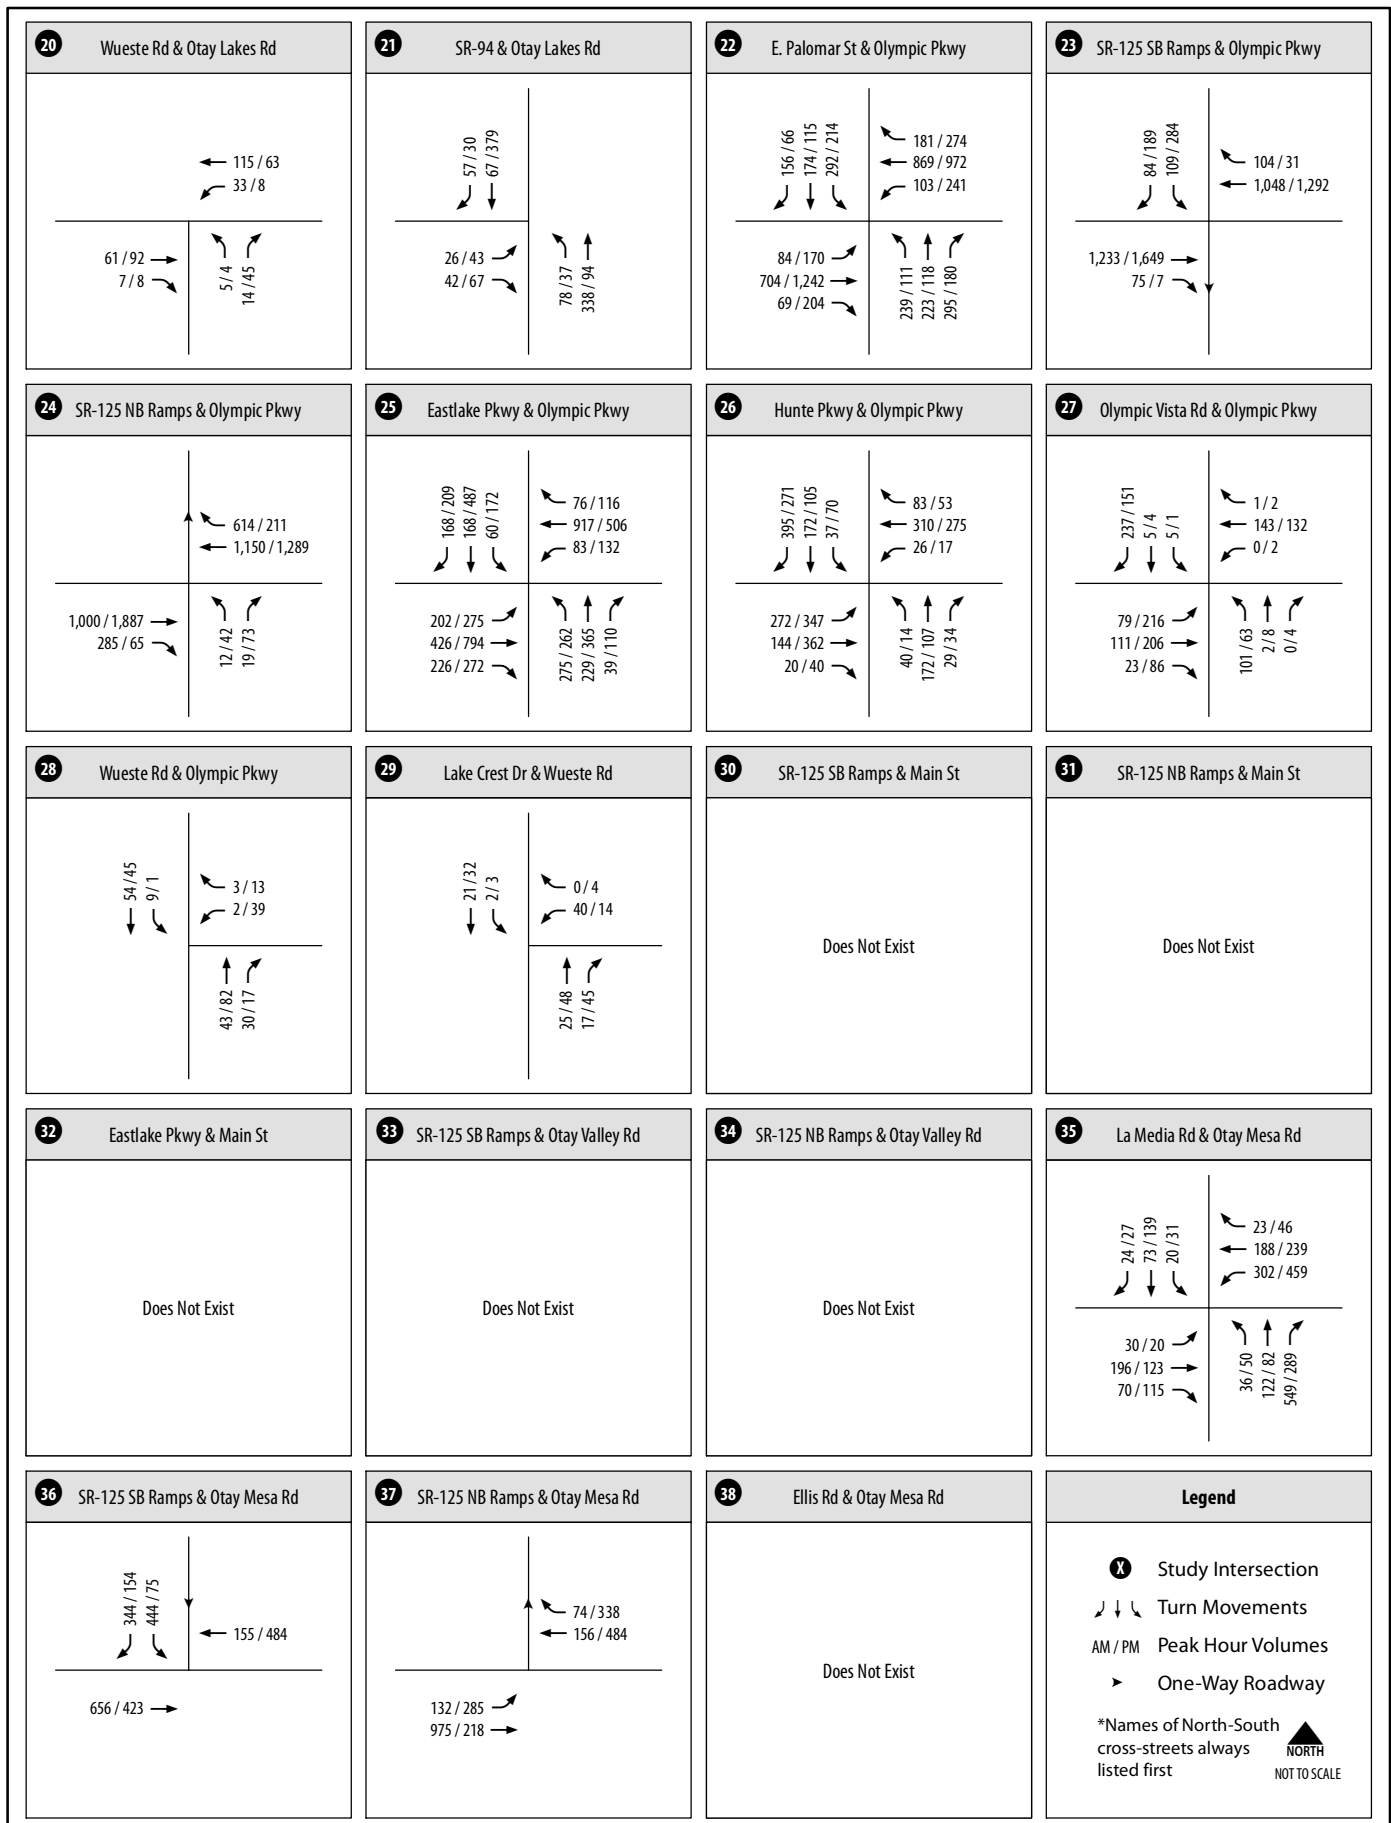 20 Wueste Rd & Otay Lakes Rd
115 / 63
33 / 8
61 / 92
7 / 8
5 / 4
14 / 45
21 SR-94 & Otay Lakes Rd
57 / 30
67 / 379
26 / 43
42 / 67
78 / 37
338 / 94
22 E. Palomar St & Olympic Pkwy
156 / 66
174 / 115
292 / 214
181 / 274
869 / 972
103 / 241
84 / 170
704 / 1,242
69 / 204
239 / 111
223 / 118
295 / 180
23 SR-125 SB Ramps & Olympic Pkwy
84 / 189
109 / 284
104 / 31
1,048 / 1,292
1,233 / 1,649
75 / 7
24 SR-125 NB Ramps & Olympic Pkwy
614 / 211
1,150 / 1,289
1,000 / 1,887
285 / 65
12 / 42
19 / 73
25 Eastlake Pkwy & Olympic Pkwy
168 / 209
168 / 487
60 / 172
76 / 116
917 / 506
83 / 132
202 / 275
426 / 794
226 / 272
275 / 262
229 / 365
39 / 110
26 Hunte Pkwy & Olympic Pkwy
395 / 271
172 / 105
37 / 70
83 / 53
310 / 275
26 / 17
272 / 347
144 / 362
20 / 40
40 / 14
172 / 107
29 / 34
27 Olympic Vista Rd & Olympic Pkwy
237 / 151
5 / 4
5 / 1
1 / 2
143 / 132
0 / 2
79 / 216
111 / 206
23 / 86
101 / 63
2 / 8
0 / 4
28 Wueste Rd & Olympic Pkwy
54 / 45
9 / 1
3 / 13
2 / 39
43 / 82
30 / 17
29 Lake Crest Dr & Wueste Rd
21 / 32
2 / 3
0 / 4
40 / 14
25 / 48
17 / 45
30 SR-125 SB Ramps & Main St
Does Not Exist
31 SR-125 NB Ramps & Main St
Does Not Exist
32 Eastlake Pkwy & Main St
Does Not Exist
33 SR-125 SB Ramps & Otay Valley Rd
Does Not Exist
34 SR-125 NB Ramps & Otay Valley Rd
Does Not Exist
35 La Media Rd & Otay Mesa Rd
24 / 27
73 / 139
20 / 31
23 / 46
188 / 239
302 / 459
30 / 20
196 / 123
70 / 115
36 / 50
122 / 82
549 / 289
36 SR-125 SB Ramps & Otay Mesa Rd
344 / 154
444 / 75
155 / 484
656 / 423
37 SR-125 NB Ramps & Otay Mesa Rd
74 / 338
156 / 484
132 / 285
975 / 218
38 Ellis Rd & Otay Mesa Rd
Does Not Exist
Legend
X Study Intersection
Turn Movements
AM / PM Peak Hour Volumes
One-Way Roadway
*Names of North-South
cross-streets always
listed first
NORTH
NOT TO SCALE